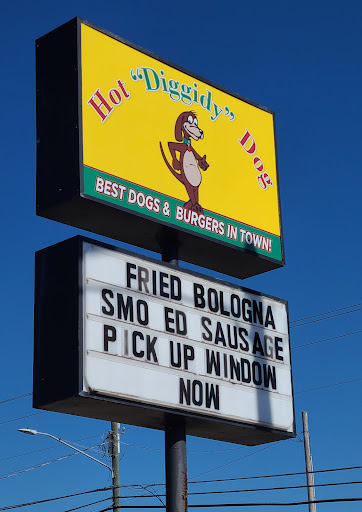 Hot "Diggidy" Dog
BEST DOGS & BURGERS IN TOWN!
FRIED BOLOGNA
SMO ED SAUSAGE
PICK UP WINDOW
NOW